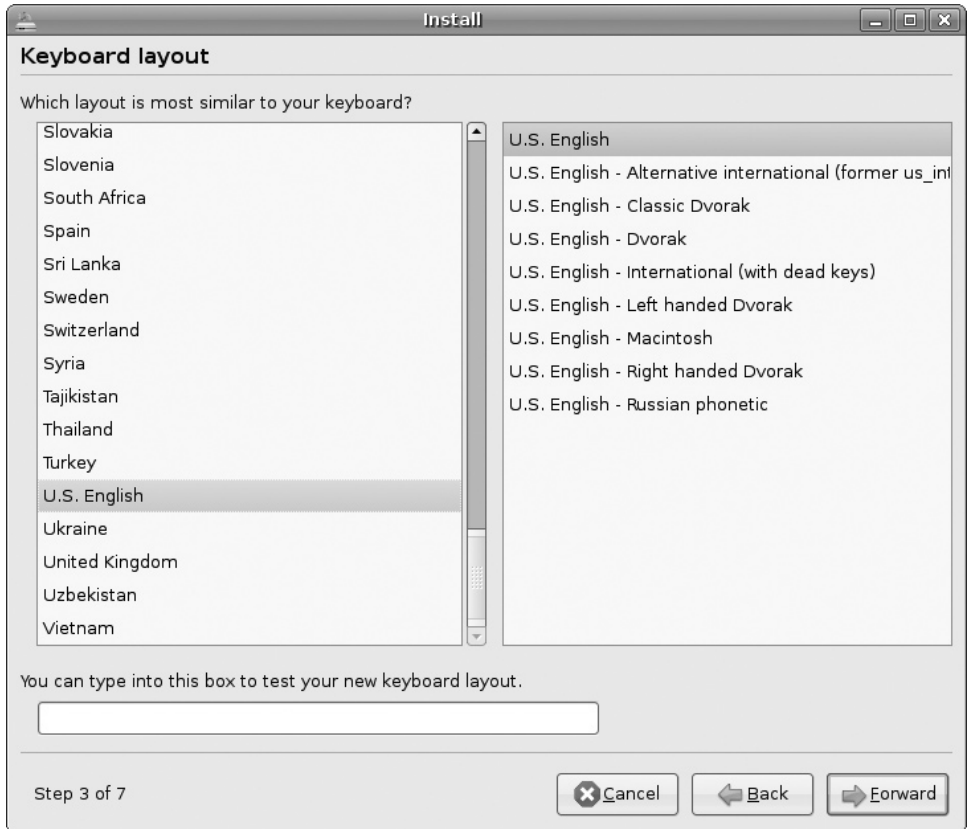 Install
Keyboard layout
Which layout is most similar to your keyboard?
Slovakia
Slovenia
South Africa
Spain
Sri Lanka
Sweden
Switzerland
Syria
Tajikistan
Thailand
Turkey
U.S. English
Ukraine
United Kingdom
Uzbekistan
Vietnam
U.S. English
U.S. English - Alternative international (former us_int
U.S. English - Classic Dvorak
U.S. English - Dvorak
U.S. English - International (with dead keys)
U.S. English - Left handed Dvorak
U.S. English - Macintosh
U.S. English - Right handed Dvorak
U.S. English - Russian phonetic
You can type into this box to test your new keyboard layout.
Step 3 of 7
Cancel
Back
Forward